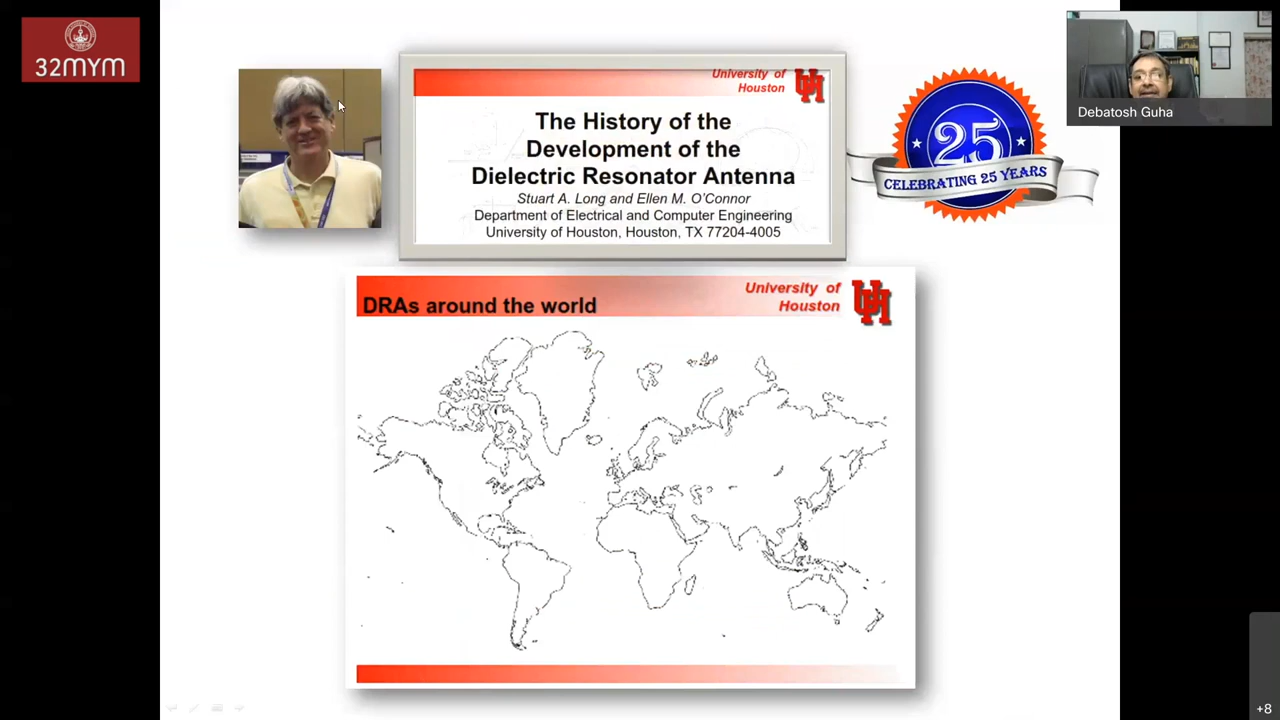 32MYM
University of
Houston
The History of the
Development of the
Dielectric Resonator Antenna
Stuart A. Long and Ellen M. O'Connor
Department of Electrical and Computer Engineering
University of Houston, Houston, TX 77204-4005
25
CELEBRATING 25 YEARS
Debatosh Guha
DRAs around the world
University of
Houston
+8